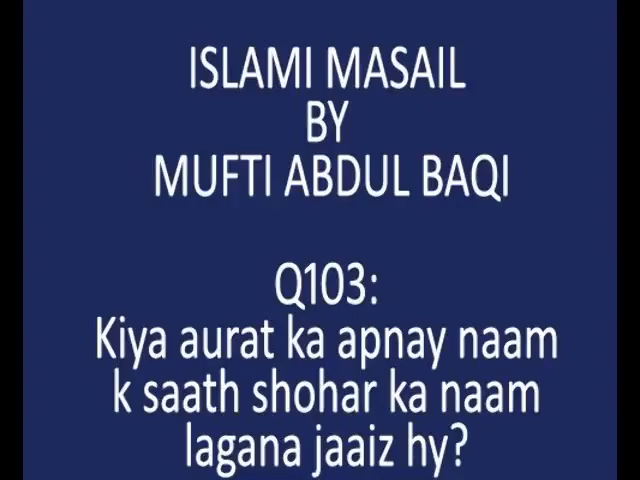 ISLAMI MASAIL
BY
MUFTI ABDUL BAQI
Q103:
Kiya aurat ka apnay naam
k saath shohar ka naam
lagana jaaiz hy?